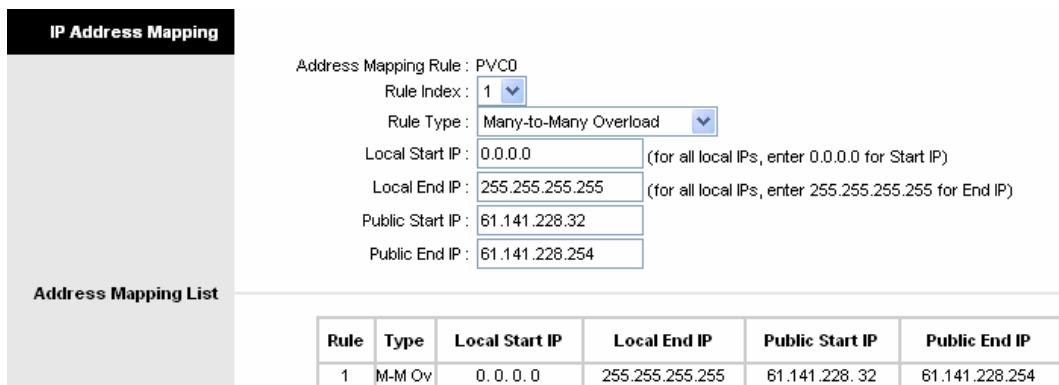 IP Address Mapping
Address Mapping Rule : PVC0
Rule Index : 1
Rule Type : Many-to-Many Overload
Local Start IP : 0.0.0.0 (for all local IPs, enter 0.0.0.0 for Start IP)
Local End IP : 255.255.255.255 (for all local IPs, enter 255.255.255.255 for End IP)
Public Start IP : 61.141.228.32
Public End IP : 61.141.228.254
Address Mapping List
Rule Type Local Start IP Local End IP Public Start IP Public End IP
1 M-M Ov 0.0.0.0 255.255.255.255 61.141.228.32 61.141.228.254